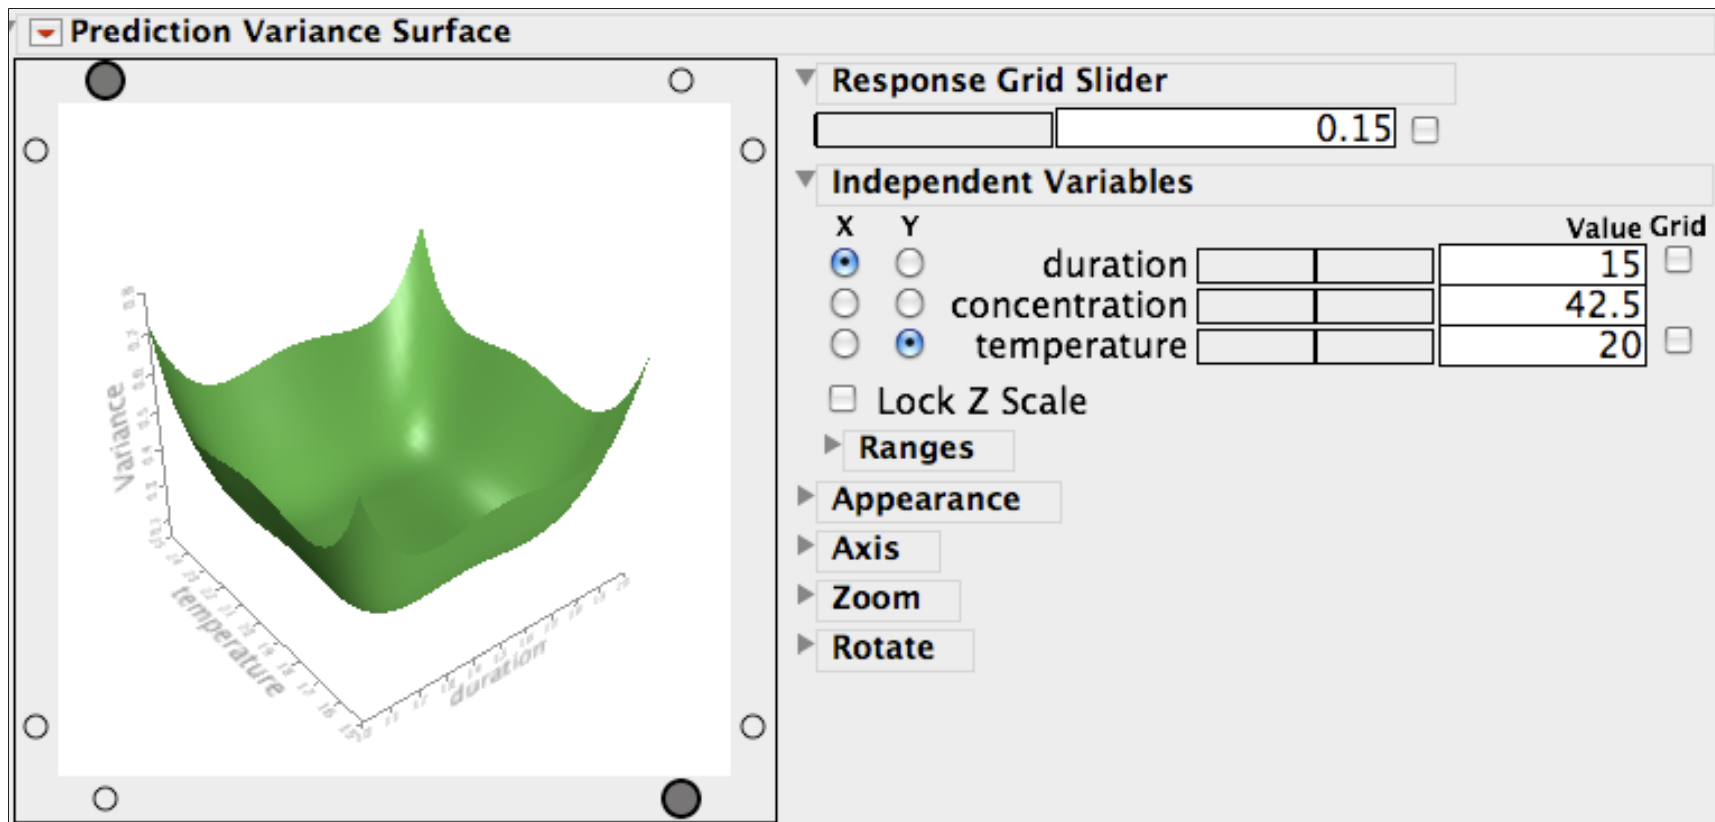 Prediction Variance Surface
Response Grid Slider
0.15
Independent Variables
X Y Value Grid
duration 15
concentration 42.5
temperature 20
Lock Z Scale
Ranges
Appearance
Axis
Zoom
Rotate
Variance
temperature
duration